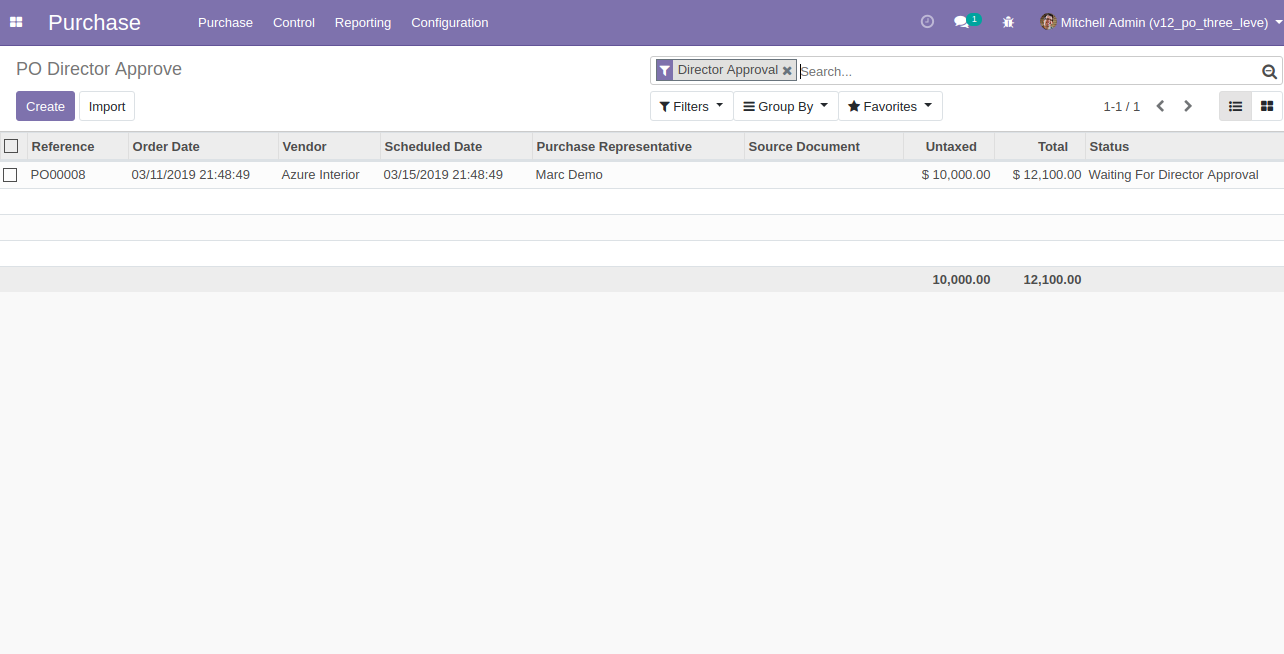 Purchase Purchase Control Reporting Configuration 1 Mitchell Admin (v12_po_three_leve)
PO Director Approve Director Approval Search...
Create Import Filters Group By Favorites 1-1 / 1
Reference Order Date Vendor Scheduled Date Purchase Representative Source Document Untaxed Total Status
PO00008 03/11/2019 21:48:49 Azure Interior 03/15/2019 21:48:49 Marc Demo $ 10,000.00 $ 12,100.00 Waiting For Director Approval
10,000.00 12,100.00